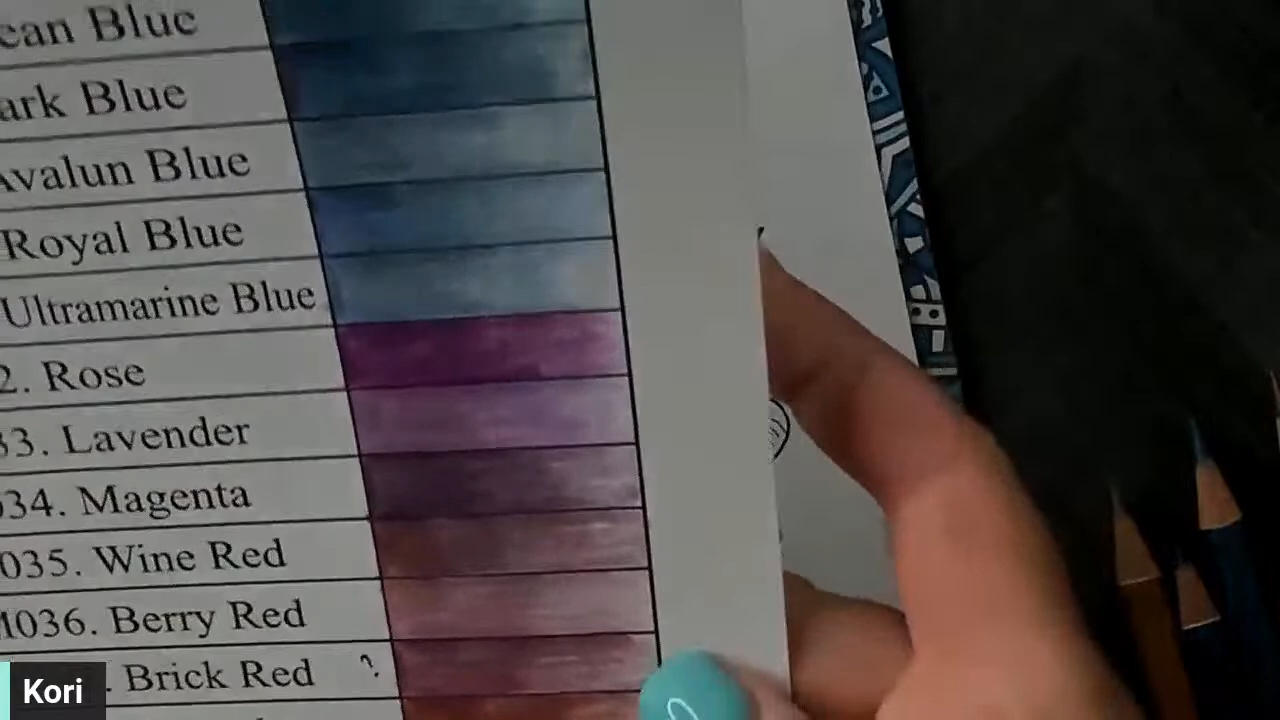 ean Blue
ark Blue
Avalun Blue
Royal Blue
Ultramarine Blue
2. Rose
33. Lavender
034. Magenta
035. Wine Red
1036. Berry Red
. Brick Red ?
Kori